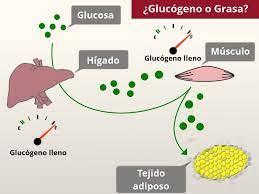 ¿Glucógeno o Grasa?
Glucosa
Hígado
Glucógeno lleno
Músculo
Glucógeno lleno
Tejido
adiposo